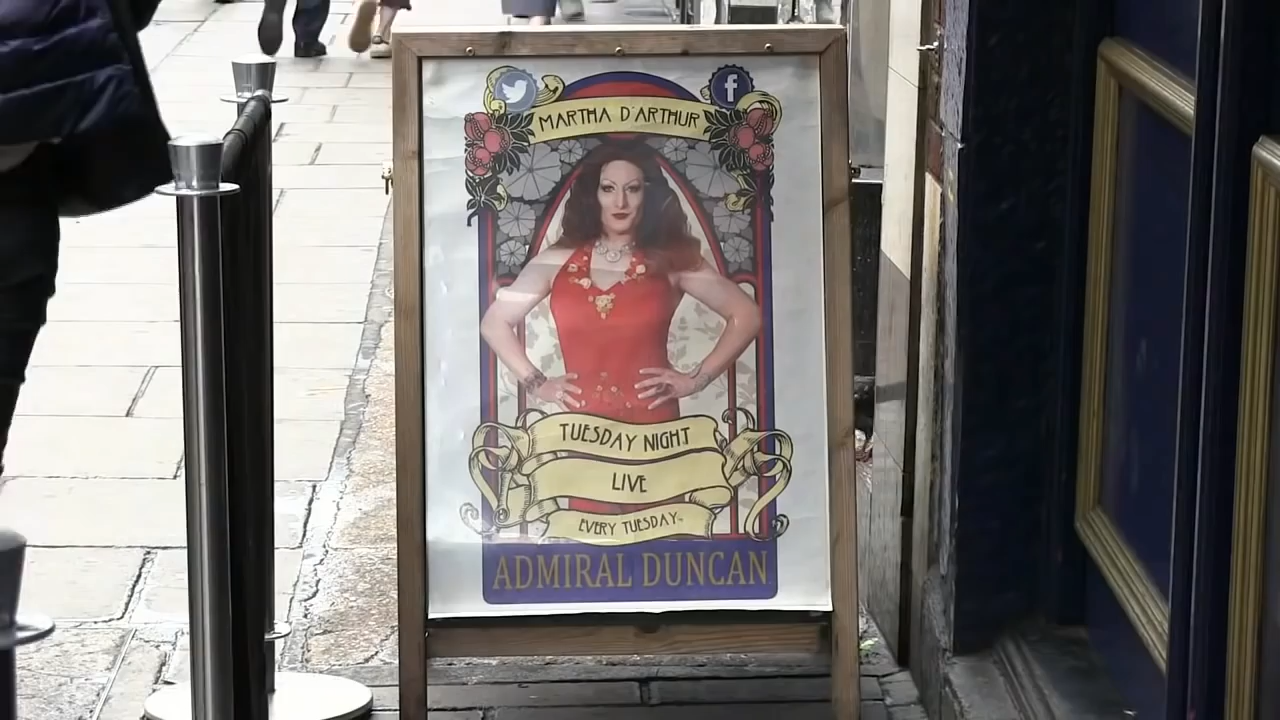 MARTHA D'ARTHUR
TUESDAY NIGHT
LIVE
EVERY TUESDAY
ADMIRAL DUNCAN